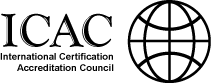 ICAC
International Certification
Accreditation Council